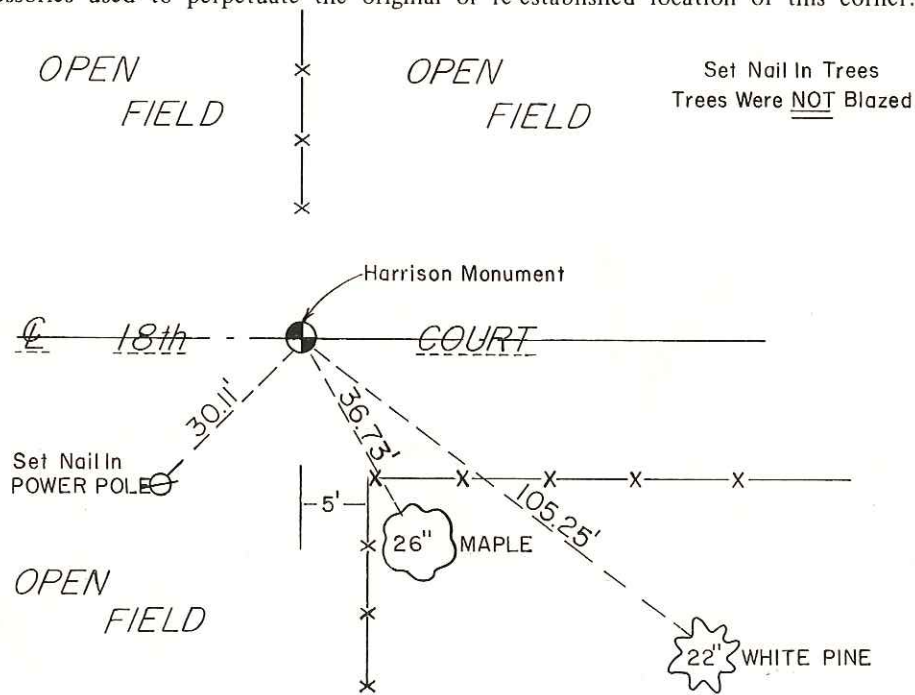 essories used to perpetuate the original or re-established location of this corner.
OPEN
FIELD
OPEN
FIELD
Set Nail In Trees
Trees Were NOT Blazed
Harrison Monument
℄ 18th COURT
30.11'
36.73'
105.25'
Set Nail In
POWER POLE
5'
26" MAPLE
OPEN
FIELD
22" WHITE PINE